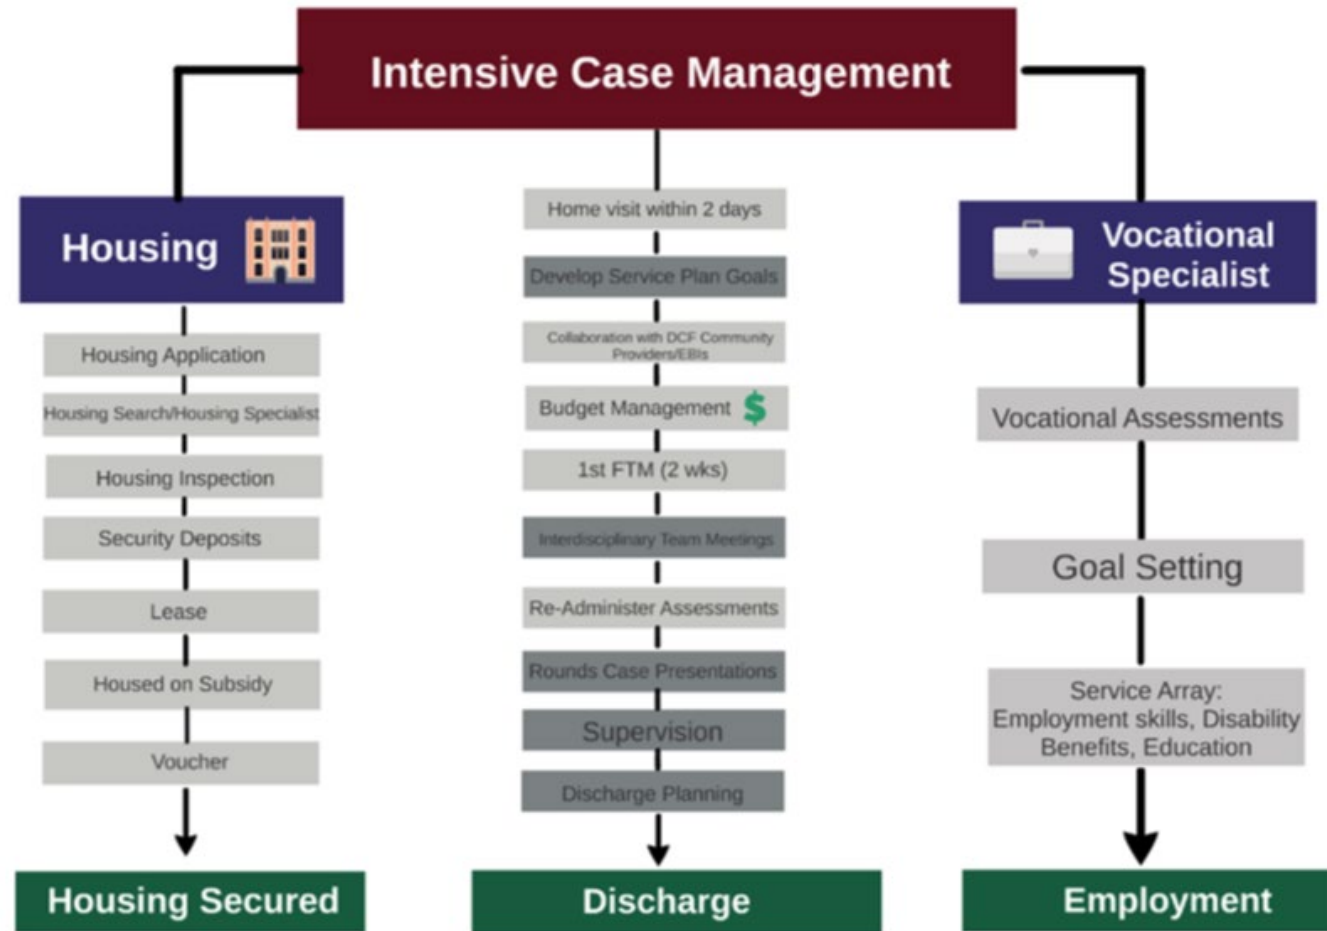 Intensive Case Management
Housing
Housing Application
Housing Search/Housing Specialist
Housing Inspection
Security Deposits
Lease
Housed on Subsidy
Voucher
Housing Secured
Home visit within 2 days
Develop Service Plan Goals
Collaboration with DCF Community
Providers/EBIs
Budget Management $
1st FTM (2 wks)
Interdisciplinary Team Meetings
Re-Administer Assessments
Rounds Case Presentations
Supervision
Discharge Planning
Discharge
Vocational
Specialist
Vocational Assessments
Goal Setting
Service Array:
Employment skills, Disability
Benefits, Education
Employment